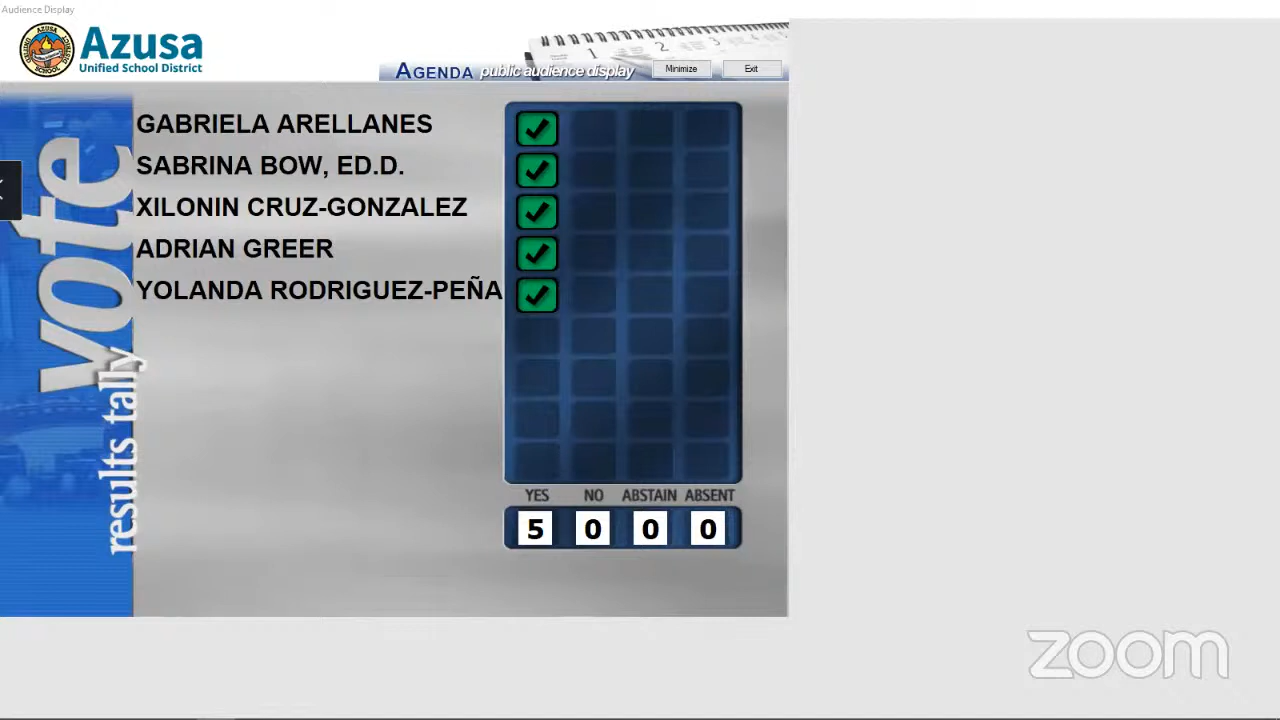 Audience Display
Azusa
Unified School District
AGENDA public audience display
Minimize
Exit
vote
results tally
GABRIELA ARELLANES
SABRINA BOW, ED.D.
XILONIN CRUZ-GONZALEZ
ADRIAN GREER
YOLANDA RODRIGUEZ-PEÑA
YES NO ABSTAIN ABSENT
5 0 0 0
zoom